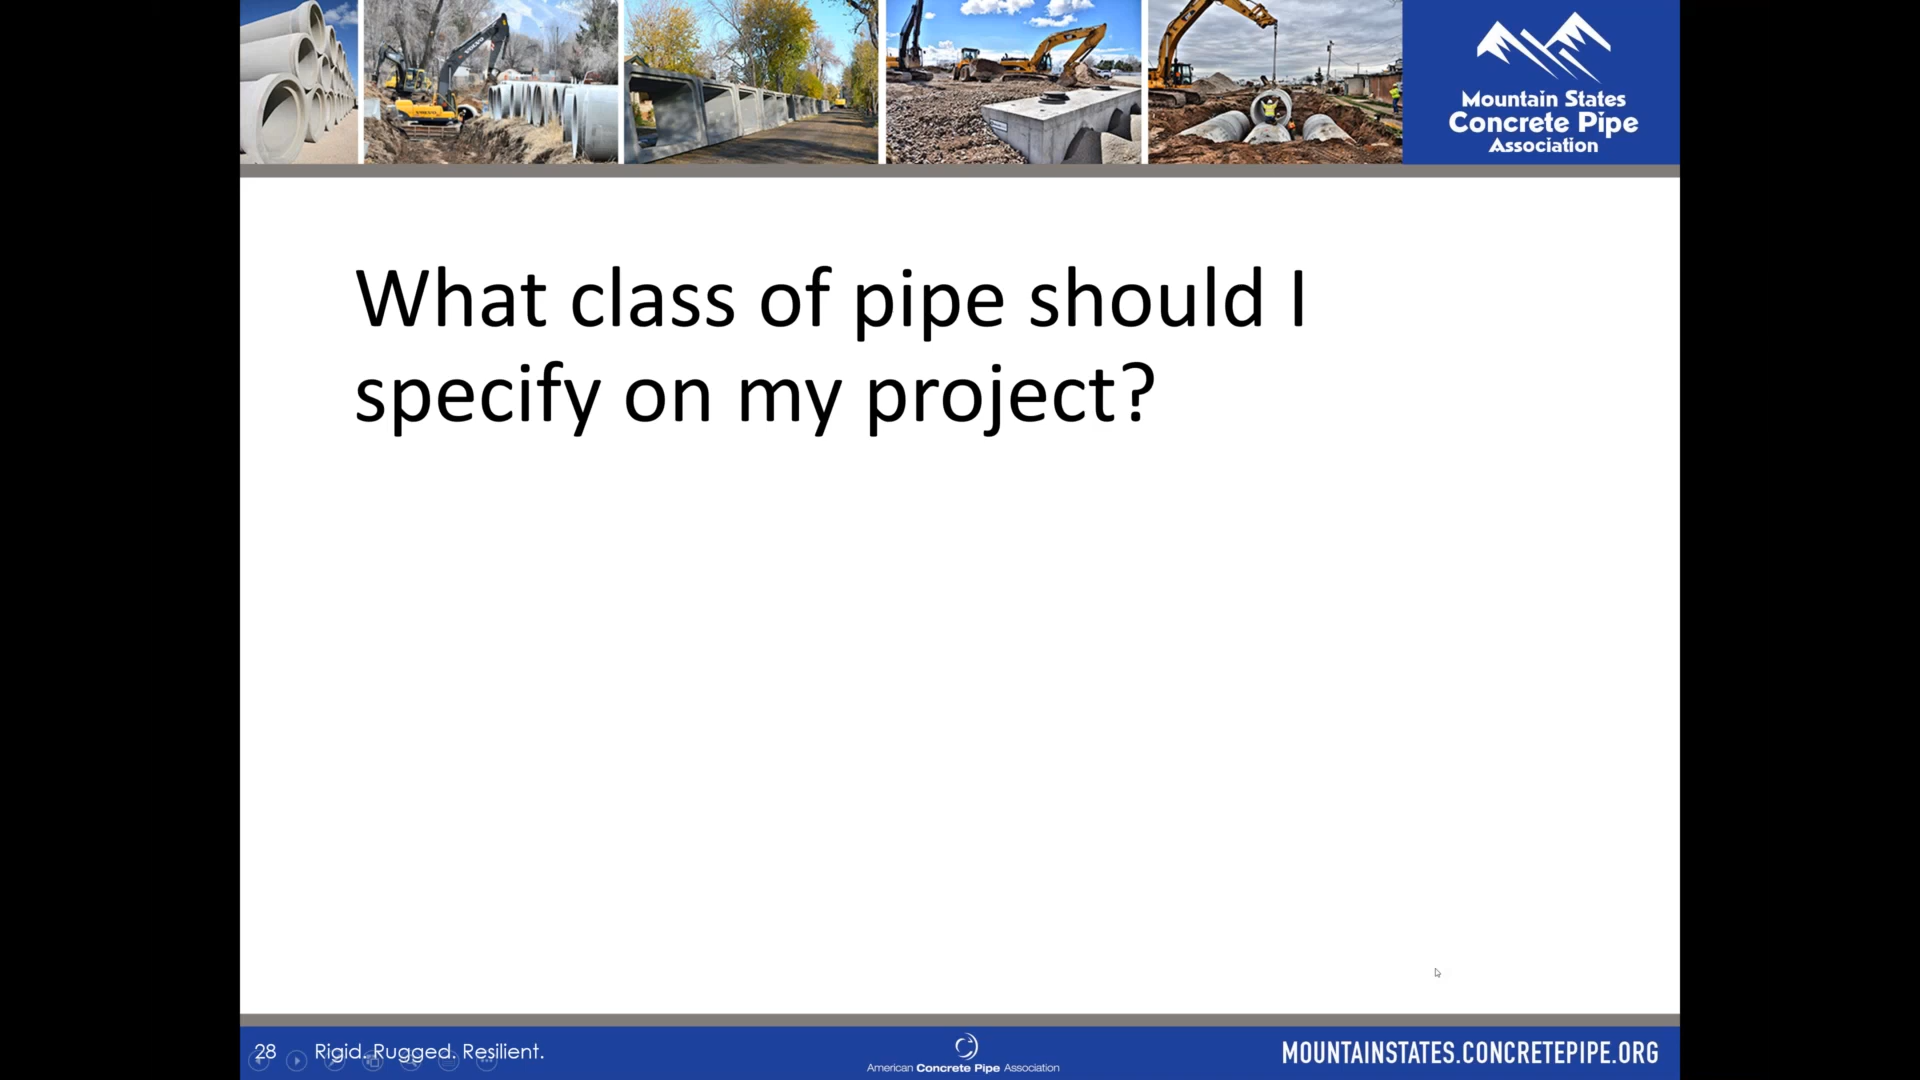 Mountain States
Concrete Pipe
Association
What class of pipe should I
specify on my project?
28
Rigid. Rugged. Resilient.
American Concrete Pipe Association
MOUNTAINSTATES.CONCRETEPIPE.ORG